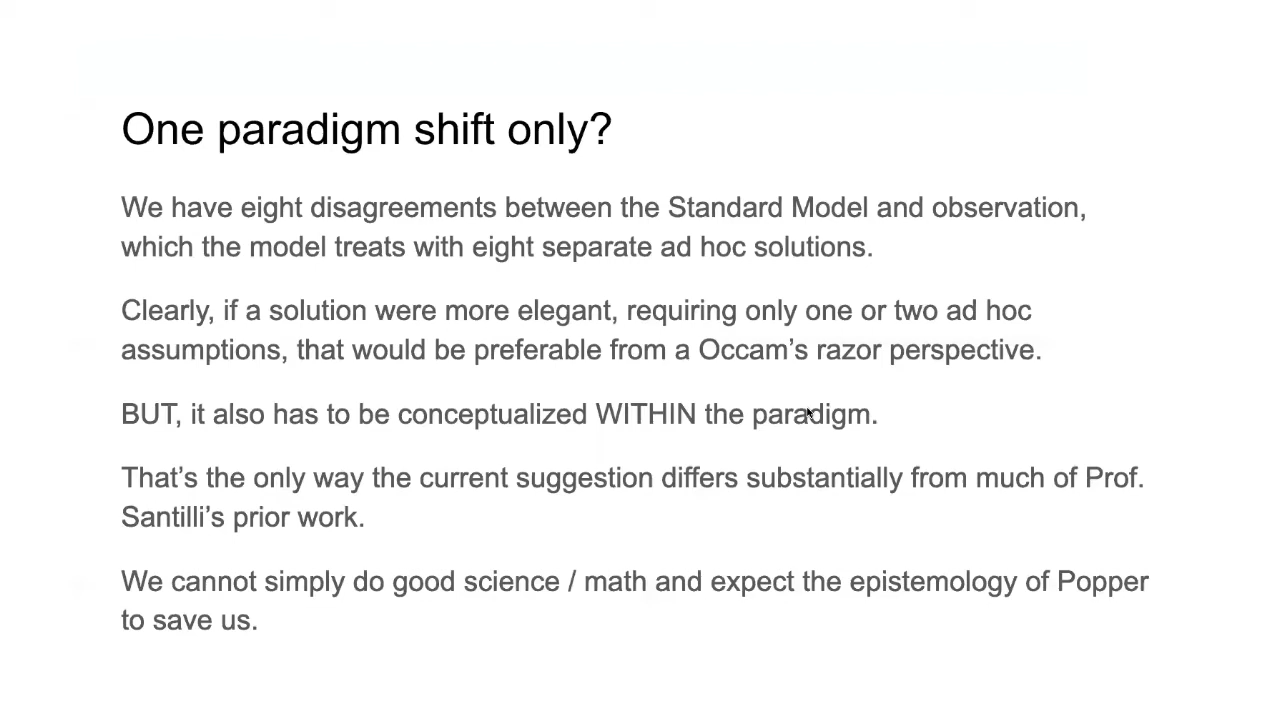 One paradigm shift only?
We have eight disagreements between the Standard Model and observation,
which the model treats with eight separate ad hoc solutions.
Clearly, if a solution were more elegant, requiring only one or two ad hoc
assumptions, that would be preferable from a Occam’s razor perspective.
BUT, it also has to be conceptualized WITHIN the paradigm.
That’s the only way the current suggestion differs substantially from much of Prof.
Santilli’s prior work.
We cannot simply do good science / math and expect the epistemology of Popper
to save us.